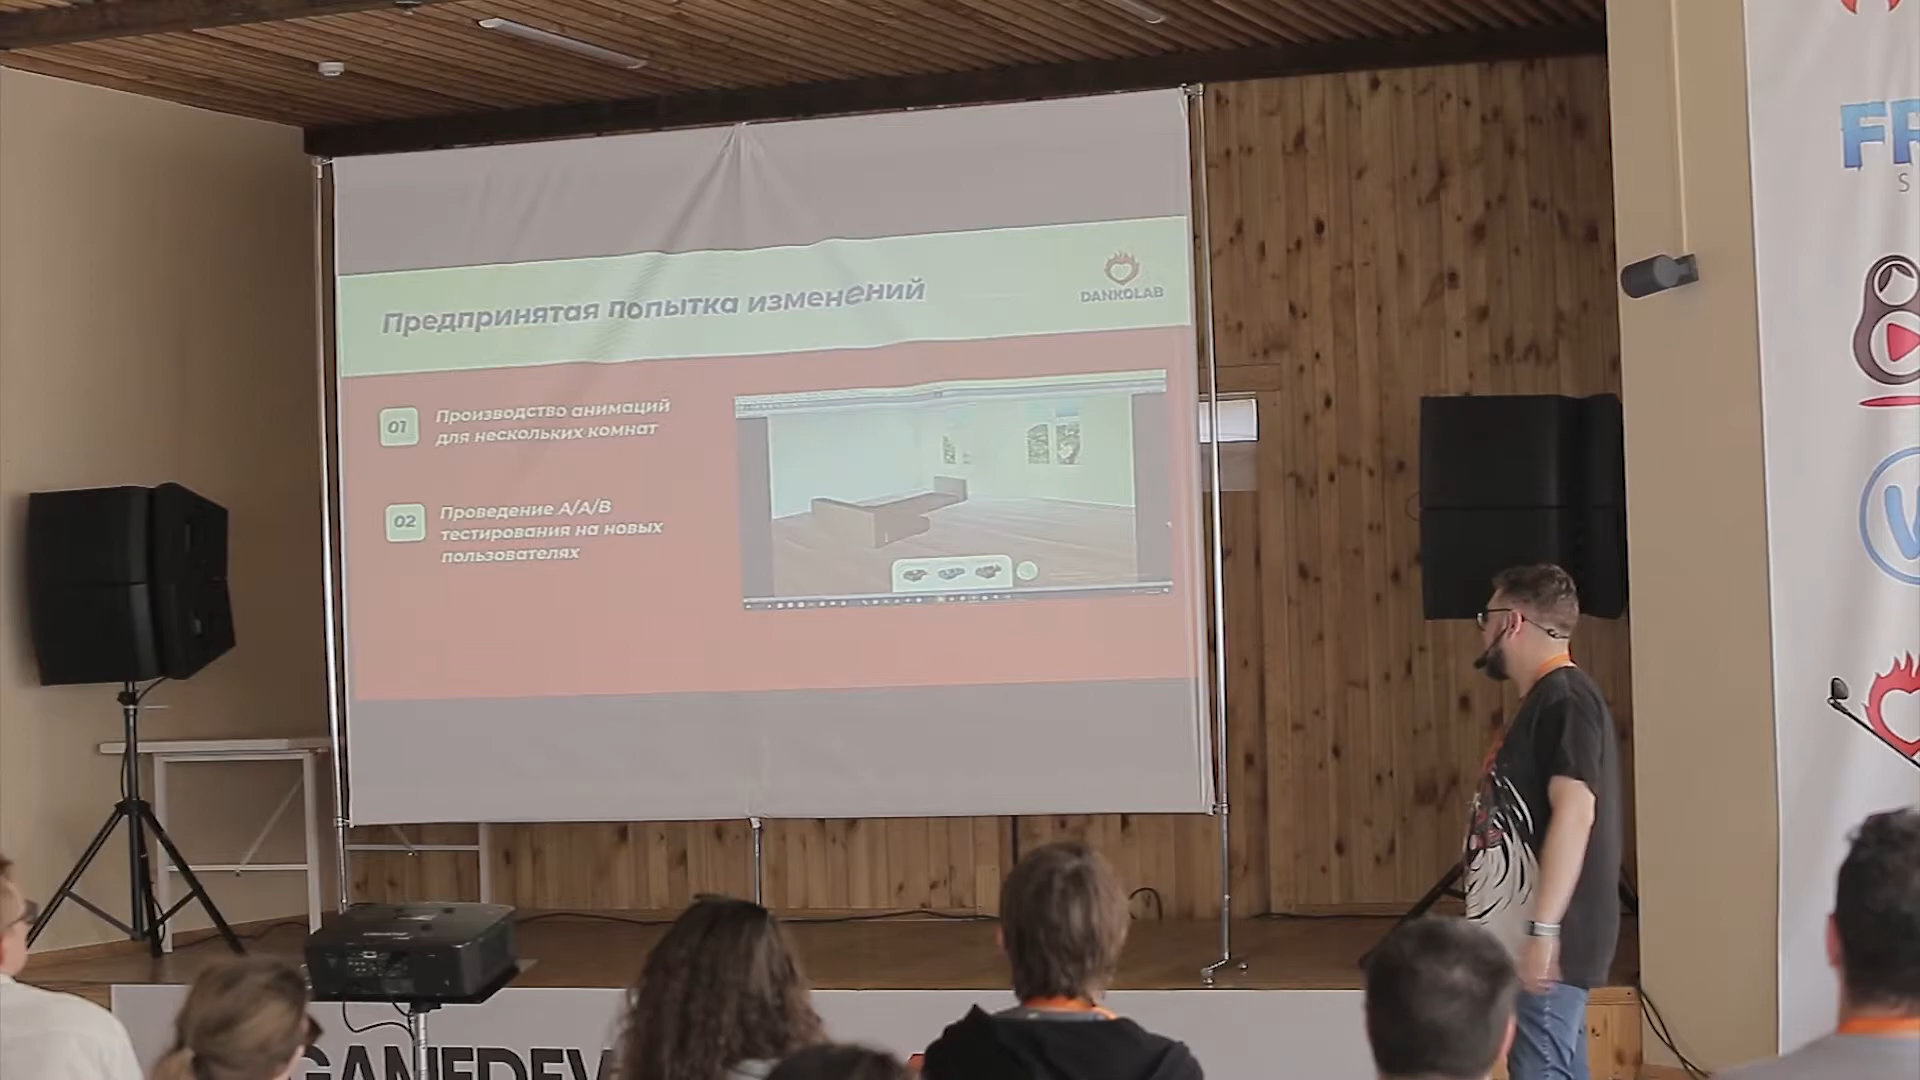 Предпринятая попытка изменений
DANKOLAB
01
Производство анимаций
для нескольких комнат
02
Проведение A/A/B
тестирования на новых
пользователях
GAMEDEV